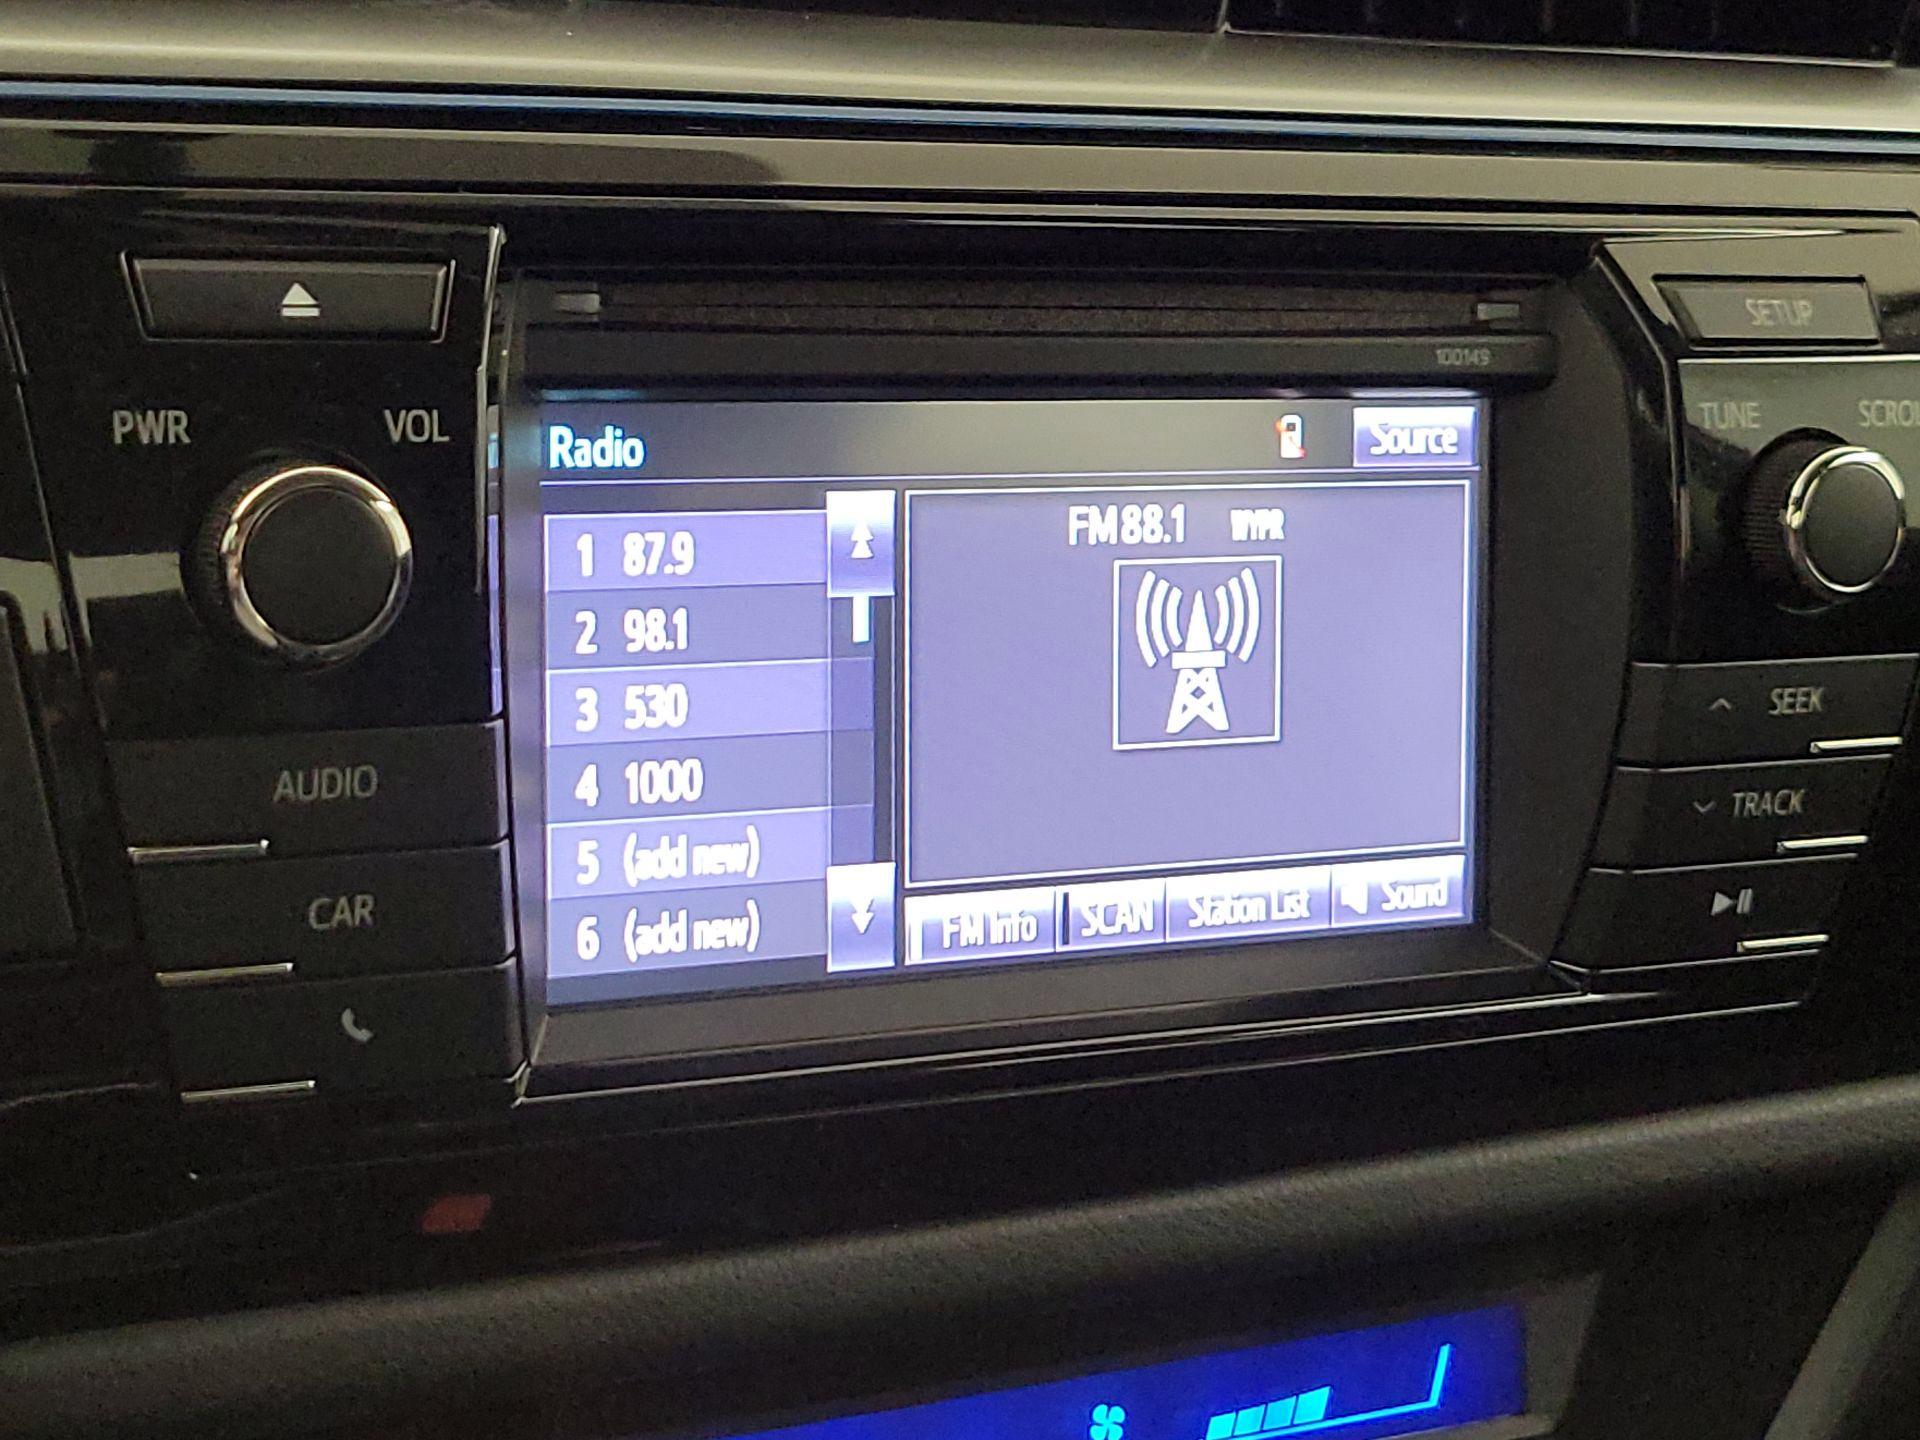 SETUP
100149
PWR VOL
TUNE SCROL
Radio
Source
FM 88.1 WYPR
1 87.9
2 98.1
3 530
4 1000
5 (add new)
6 (add new)
FM Info
SCAN
Station List
Sound
AUDIO
CAR
SEEK
TRACK